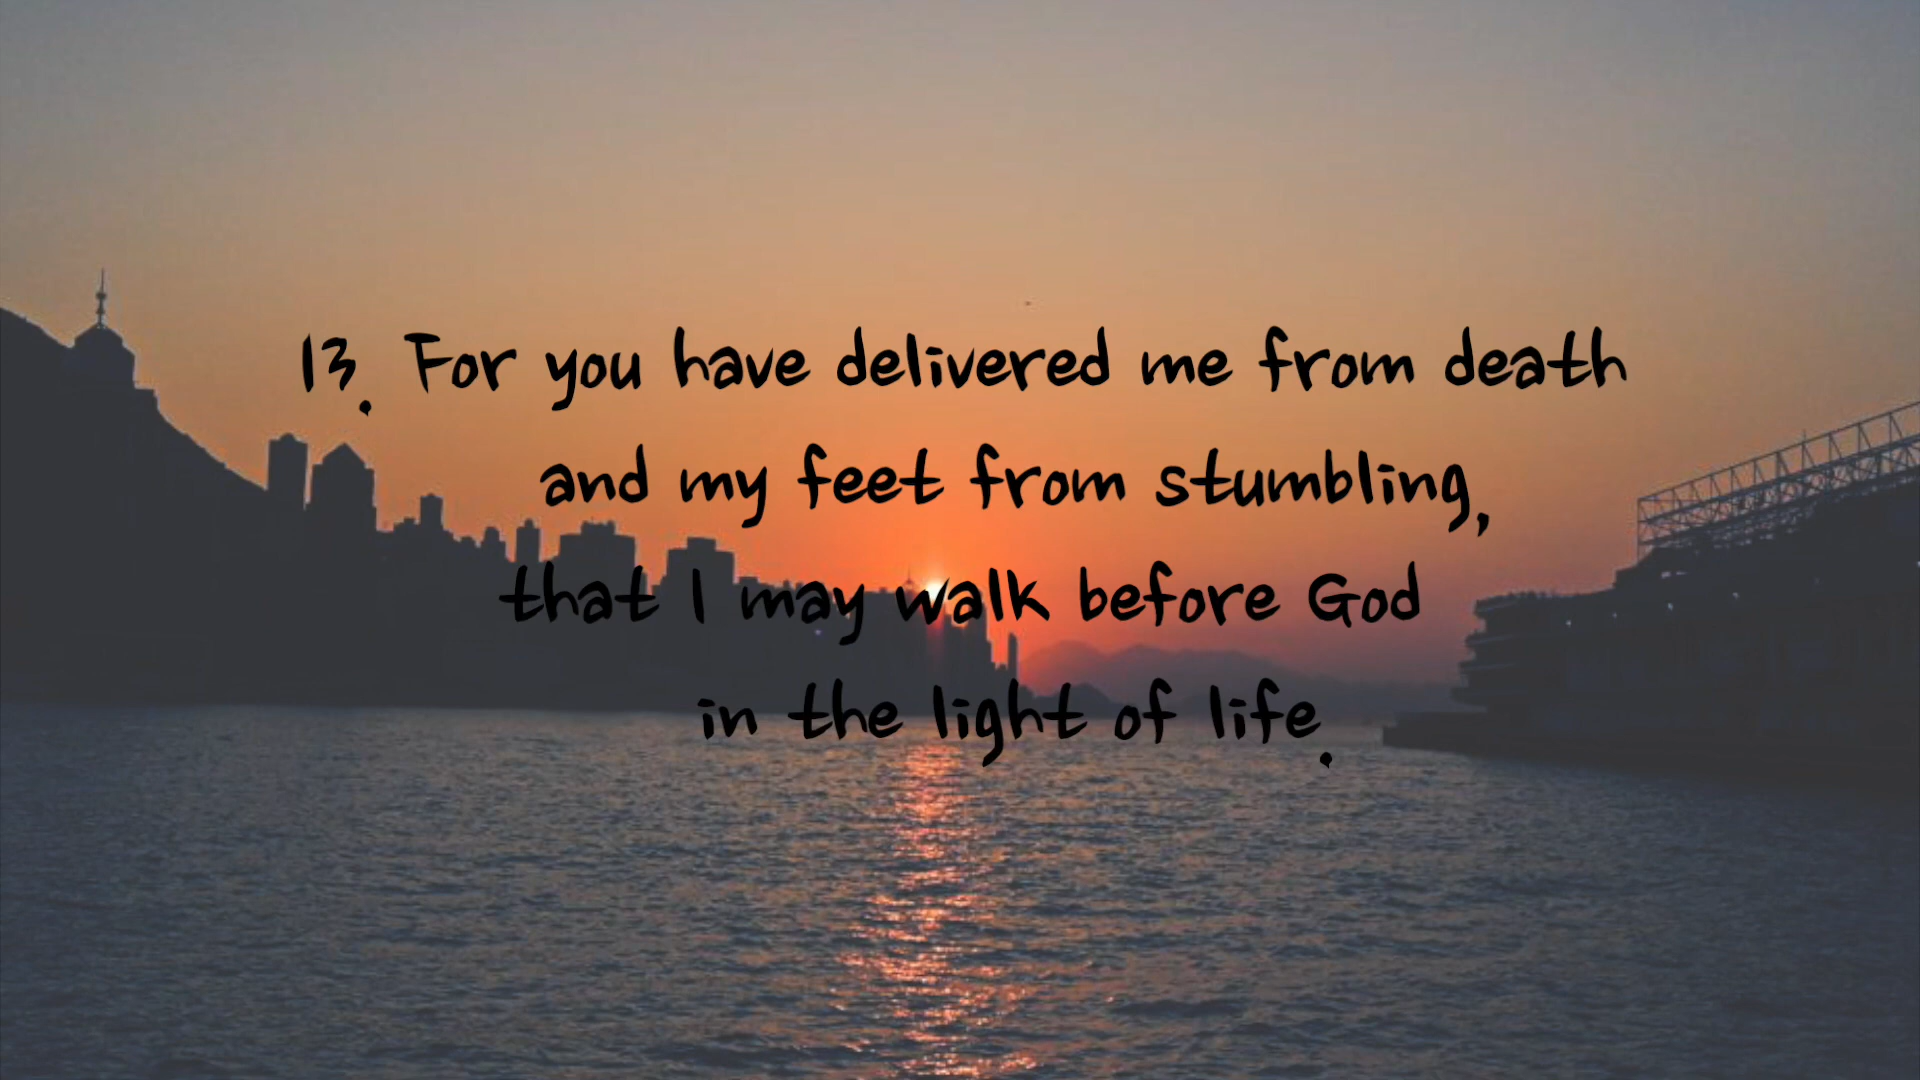 13. For you have delivered me from death
and my feet from stumbling,
that I may walk before God
in the light of life.